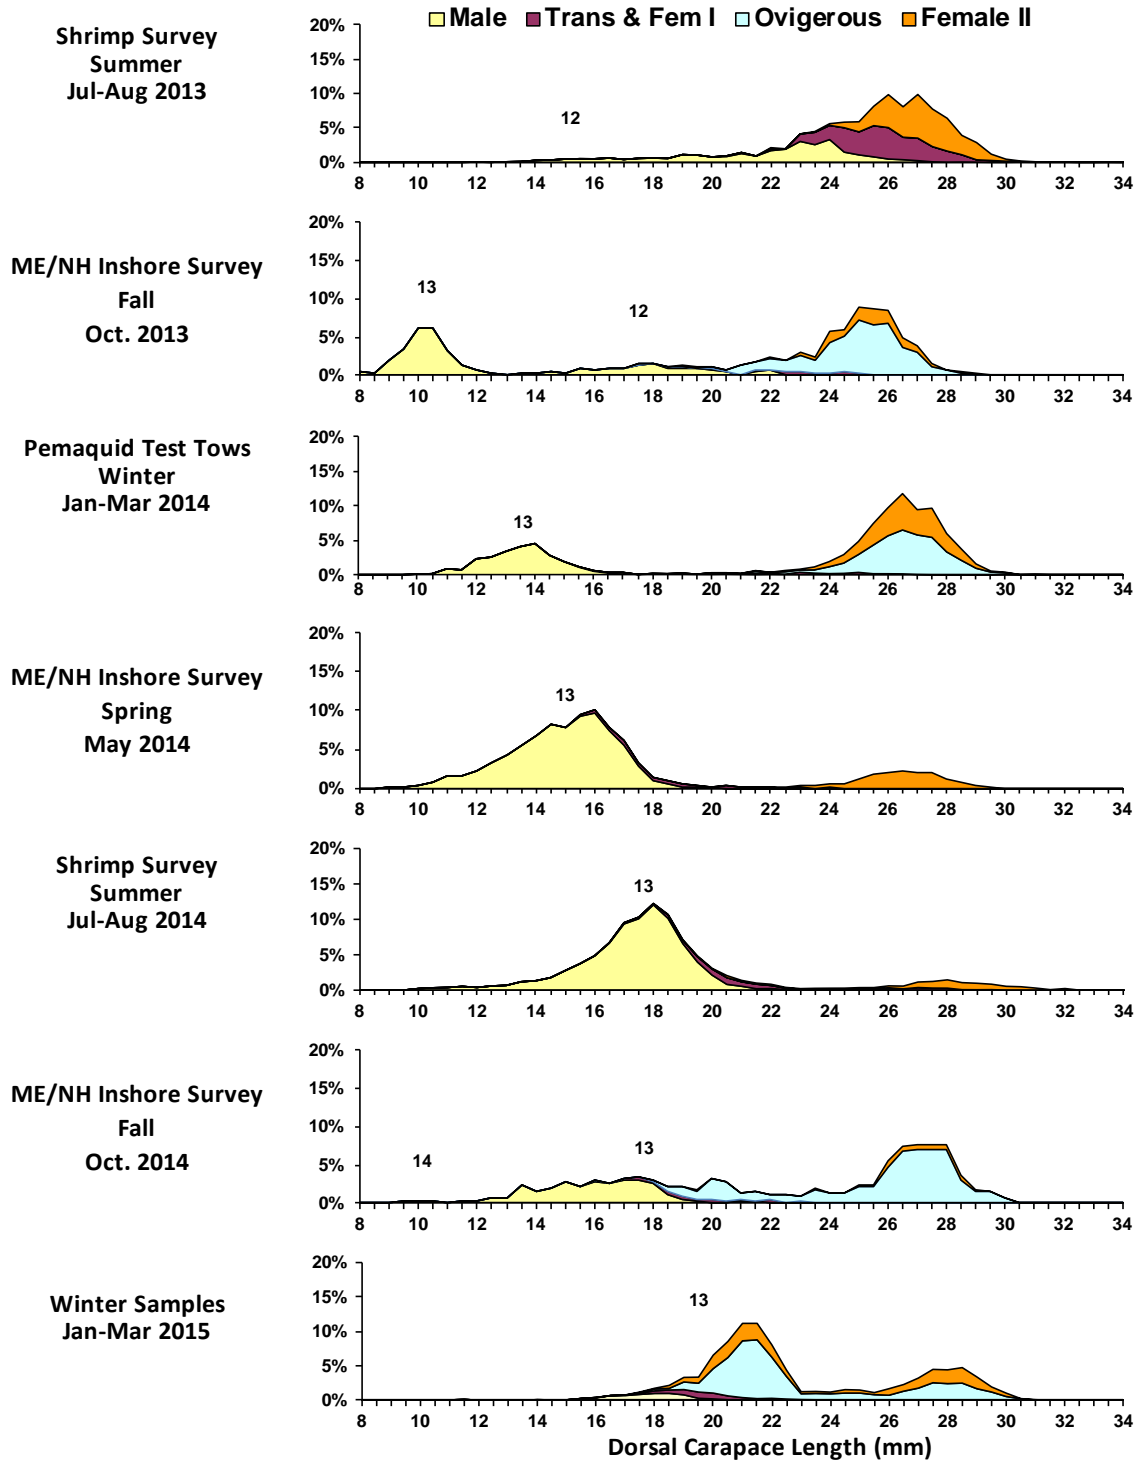 Male Trans & Fem I Ovigerous Female II
Shrimp Survey
Summer
Jul-Aug 2013
20%
15%
10%
5%
0%
12
8 10 12 14 16 18 20 22 24 26 28 30 32 34
ME/NH Inshore Survey
Fall
Oct. 2013
20%
15%
10%
5%
0%
13
12
8 10 12 14 16 18 20 22 24 26 28 30 32 34
Pemaquid Test Tows
Winter
Jan-Mar 2014
20%
15%
10%
5%
0%
13
8 10 12 14 16 18 20 22 24 26 28 30 32 34
ME/NH Inshore Survey
Spring
May 2014
20%
15%
10%
5%
0%
13
8 10 12 14 16 18 20 22 24 26 28 30 32 34
Shrimp Survey
Summer
Jul-Aug 2014
20%
15%
10%
5%
0%
13
8 10 12 14 16 18 20 22 24 26 28 30 32 34
ME/NH Inshore Survey
Fall
Oct. 2014
20%
15%
10%
5%
0%
14
13
8 10 12 14 16 18 20 22 24 26 28 30 32 34
Winter Samples
Jan-Mar 2015
20%
15%
10%
5%
0%
13
8 10 12 14 16 18 20 22 24 26 28 30 32 34
Dorsal Carapace Length (mm)